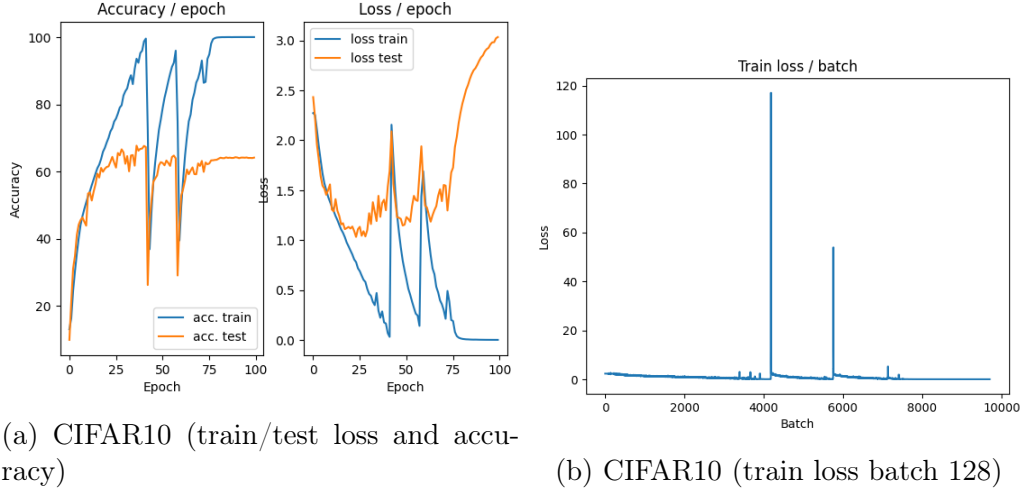 Accuracy / epoch
100
80
60
40
20
Accuracy
0 25 50 75 100
Epoch
acc. train
acc. test
Loss / epoch
3.0
2.5
2.0
1.5
1.0
0.5
0.0
Loss
loss train
loss test
0 25 50 75 100
Epoch
(a) CIFAR10 (train/test loss and accu-
racy)
Train loss / batch
120
100
80
60
40
20
0
Loss
0 2000 4000 6000 8000 10000
Batch
(b) CIFAR10 (train loss batch 128)